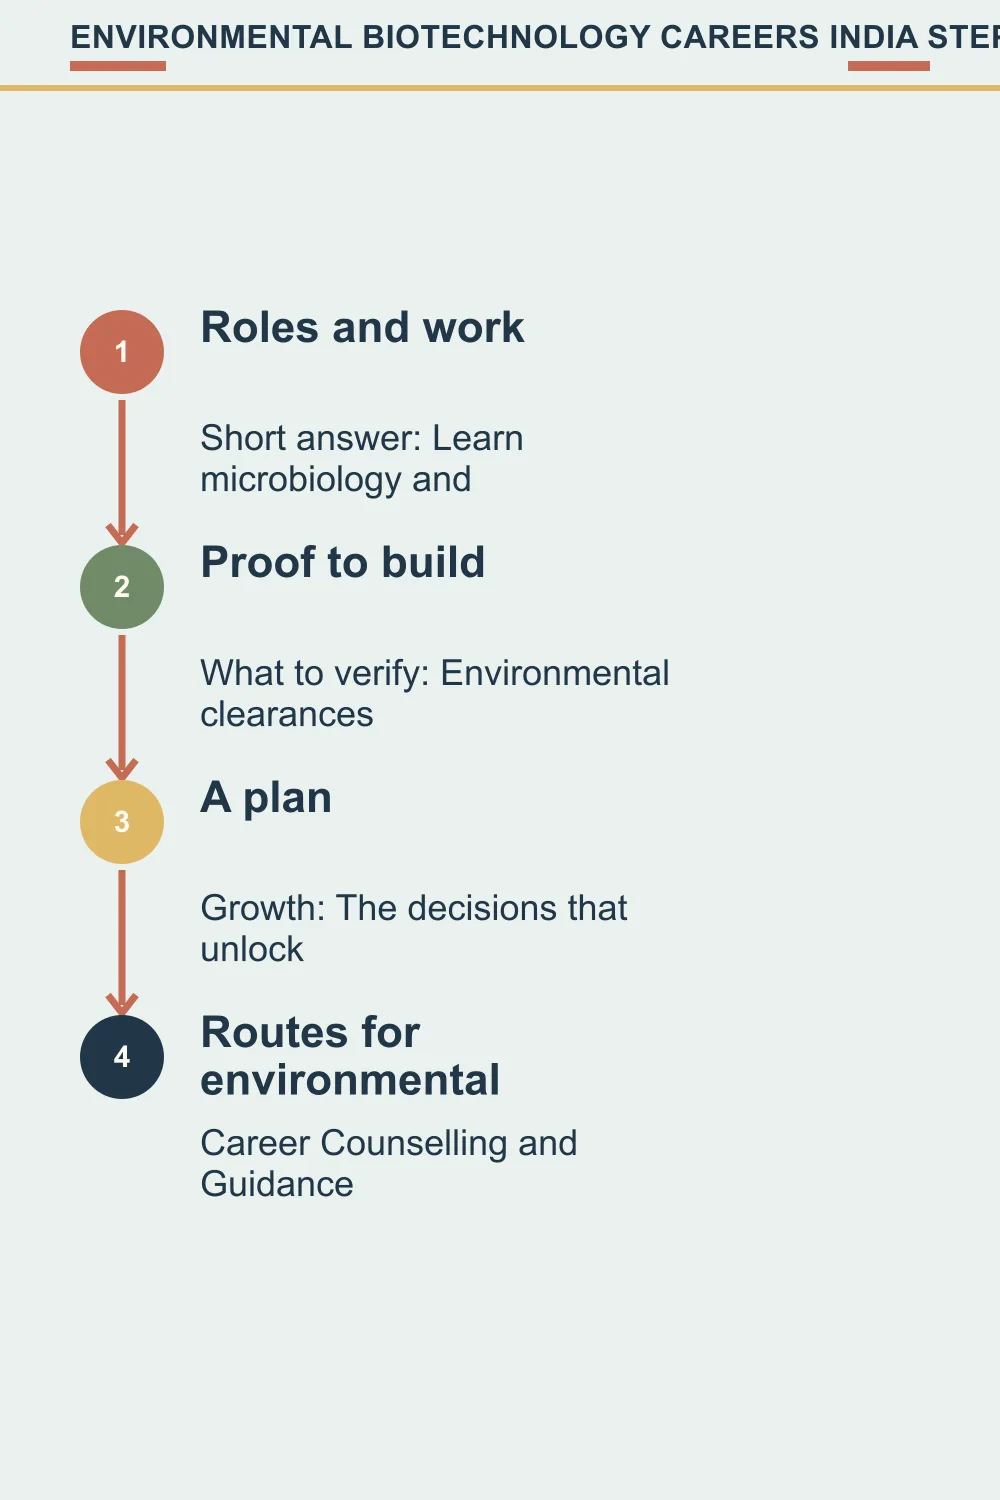 ENVIRONMENTAL BIOTECHNOLOGY CAREERS INDIA
1
Roles and work
Short answer: Learn
microbiology and
2
Proof to build
What to verify: Environmental
clearances
3
A plan
Growth: The decisions that
unlock
4
Routes for
environmental
Career Counselling and
Guidance